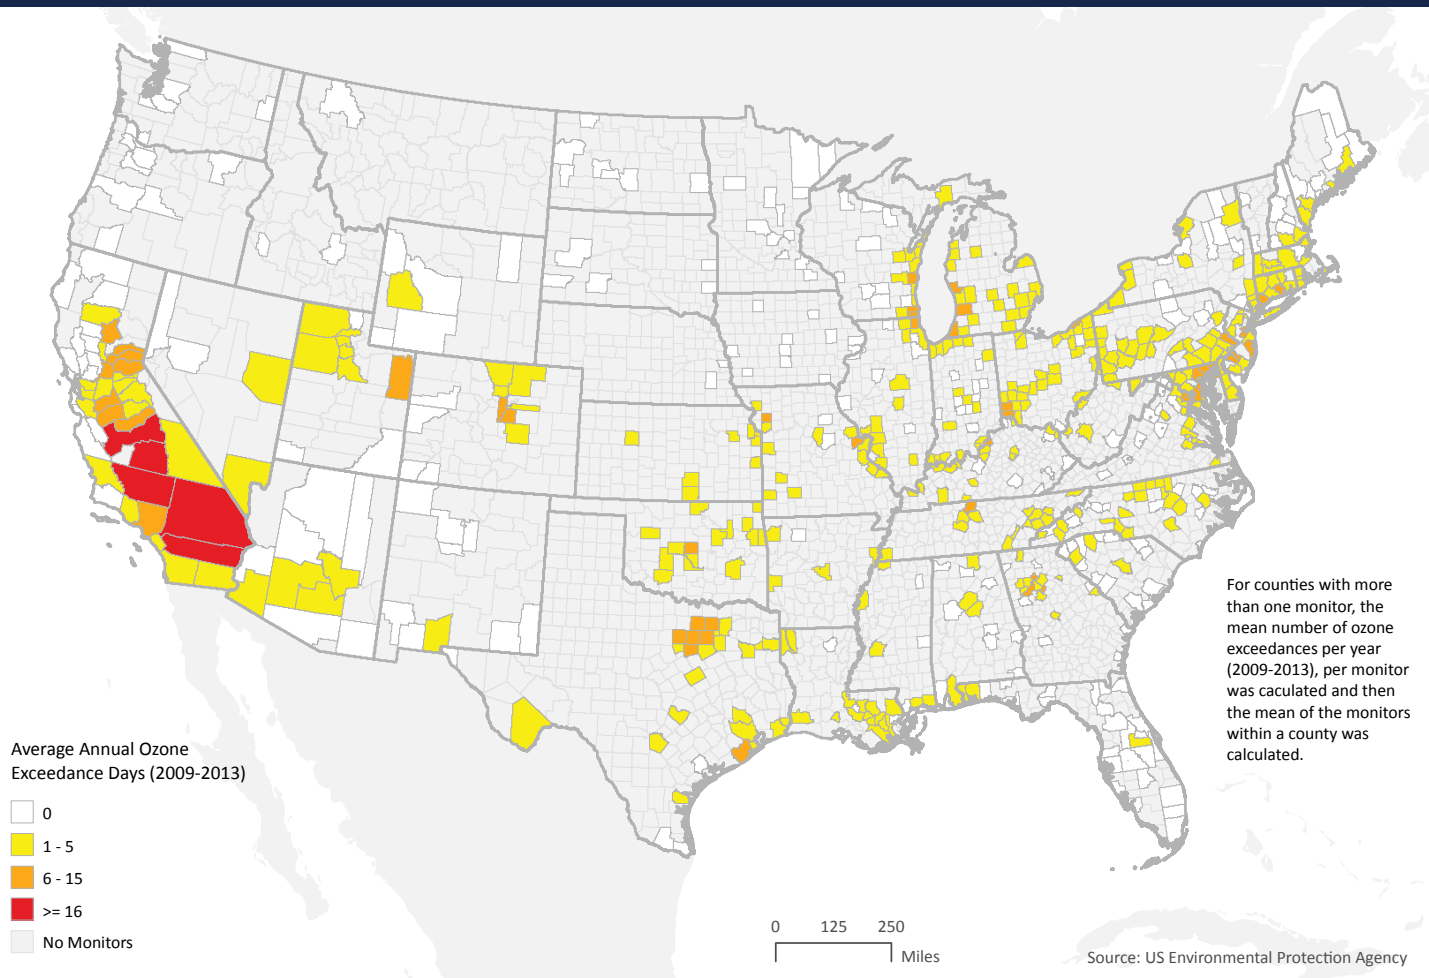 For counties with more
than one monitor, the
mean number of ozone
exceedances per year
(2009-2013), per monitor
was caculated and then
the mean of the monitors
within a county was
calculated.
Average Annual Ozone
Exceedance Days (2009-2013)
0
1 - 5
6 - 15
>= 16
No Monitors
0 125 250
Miles
Source: US Environmental Protection Agency